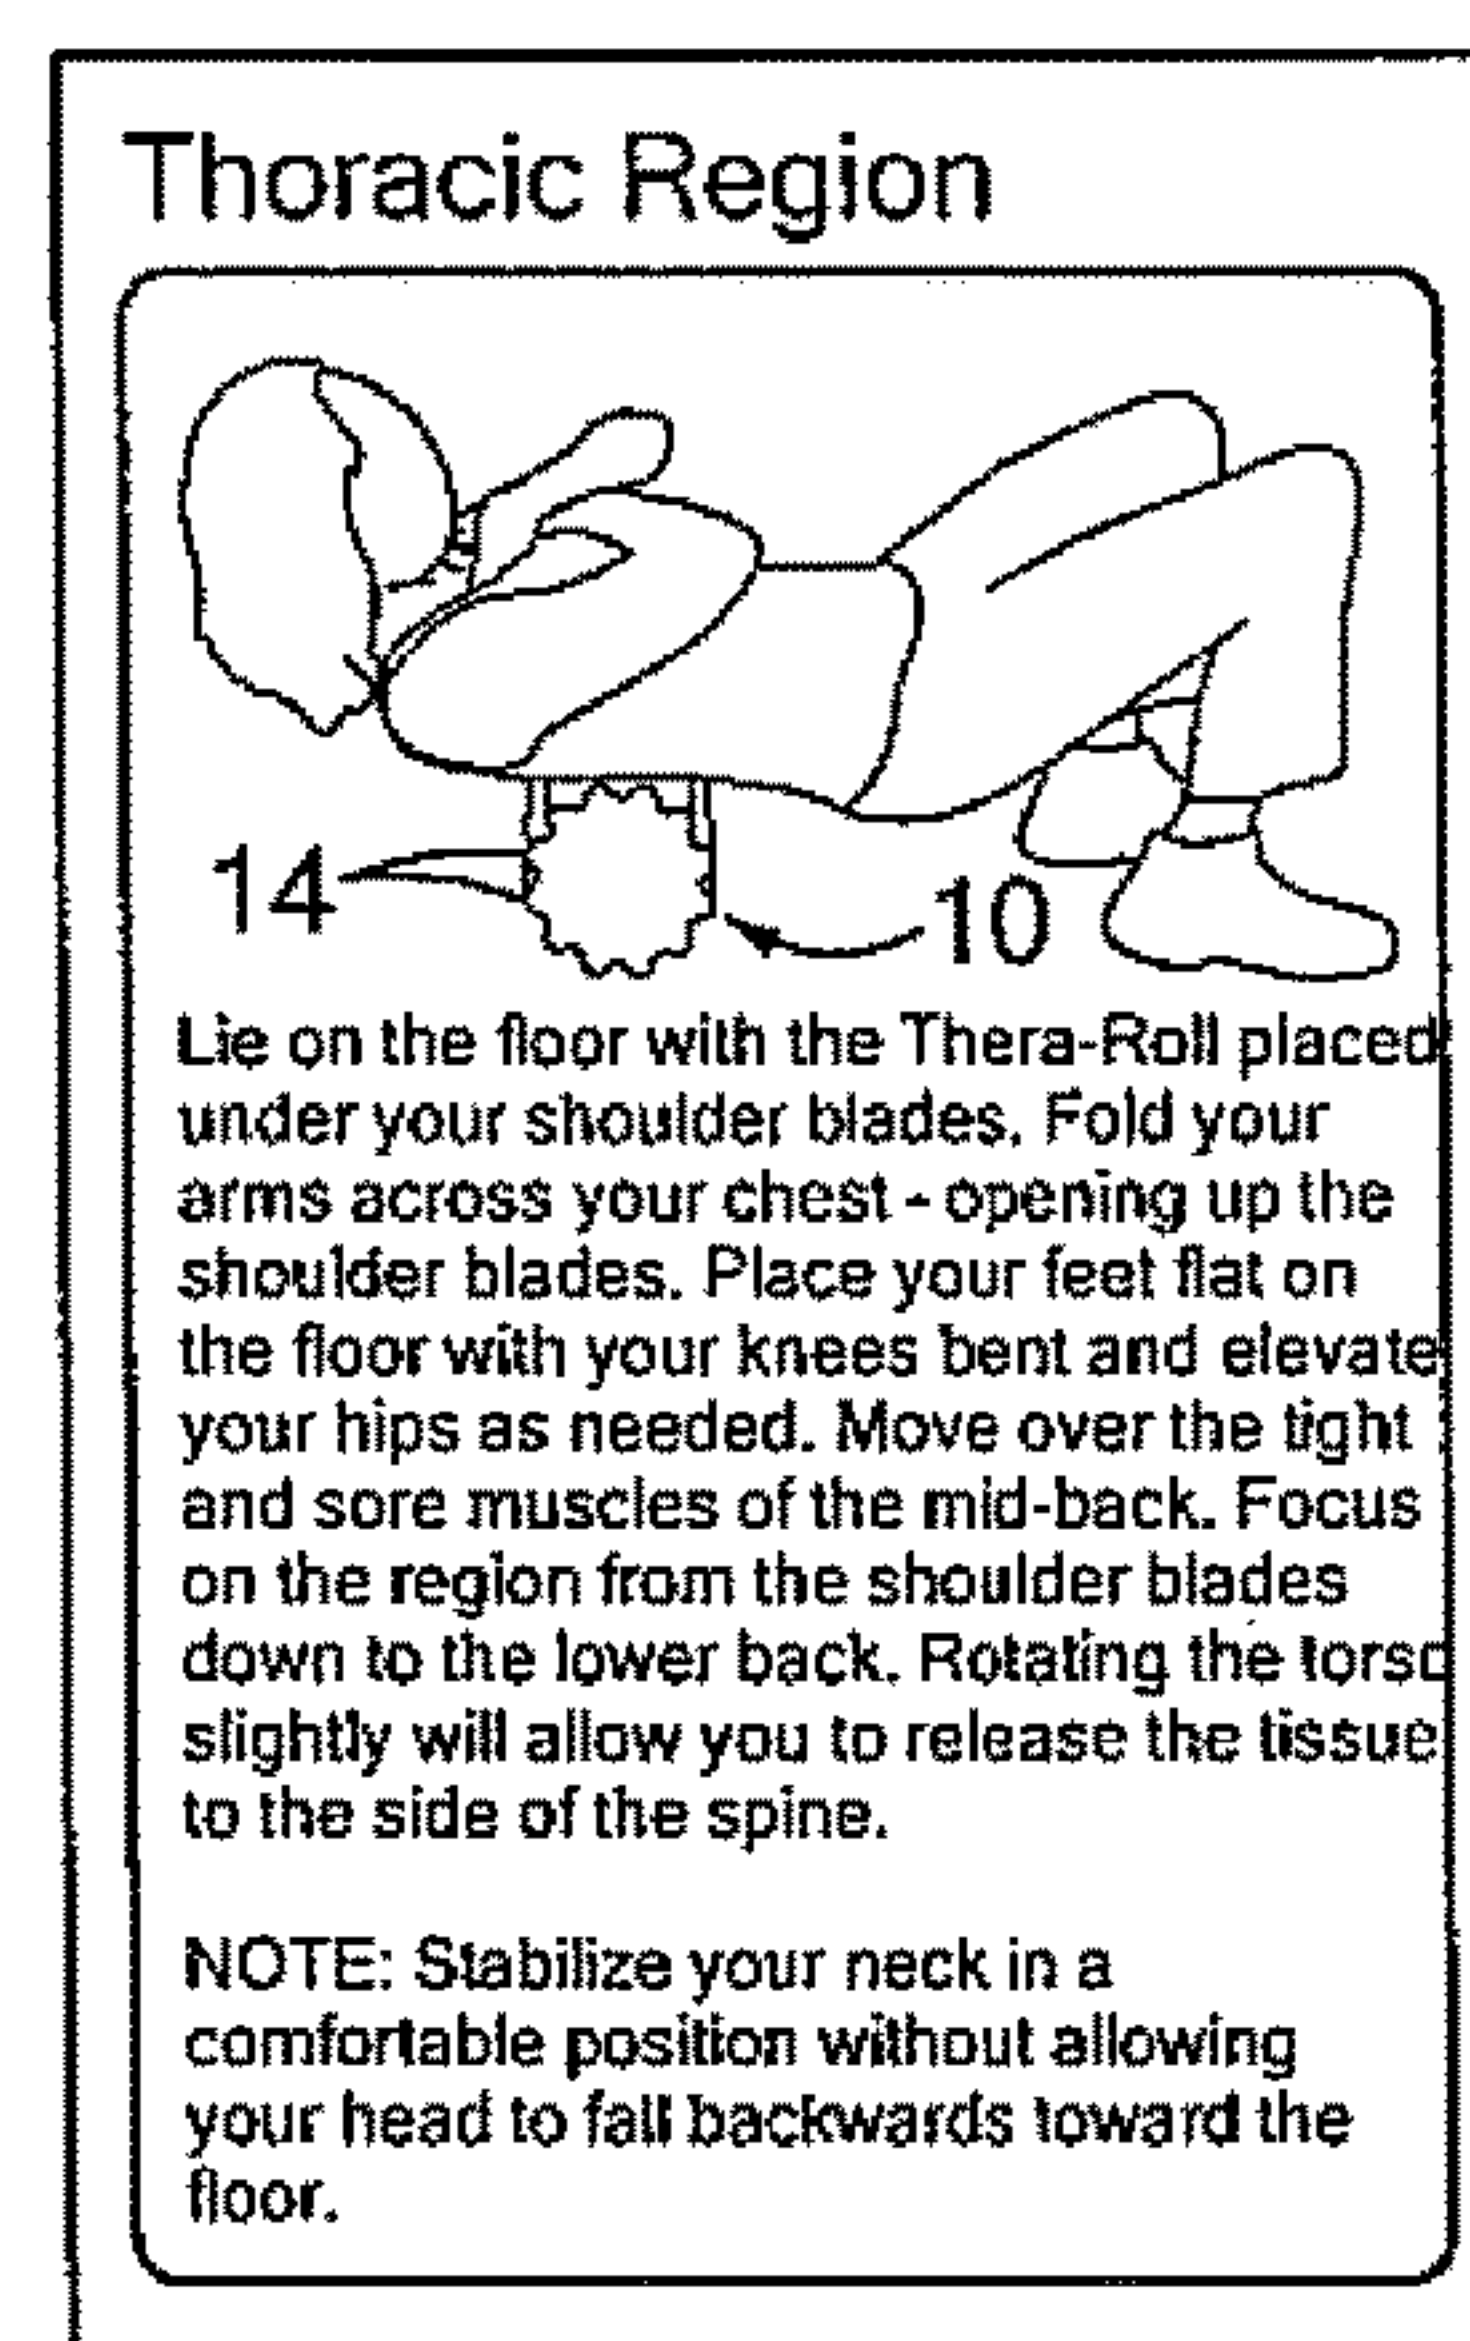 Thoracic Region
14
10
Lie on the floor with the Thera-Roll placed
under your shoulder blades. Fold your
arms across your chest - opening up the
shoulder blades. Place your feet flat on
the floor with your knees bent and elevate
your hips as needed. Move over the tight
and sore muscles of the mid-back. Focus
on the region from the shoulder blades
down to the lower back. Rotating the torso
slightly will allow you to release the tissue
to the side of the spine.
NOTE: Stabilize your neck in a
comfortable position without allowing
your head to fall backwards toward the
floor.